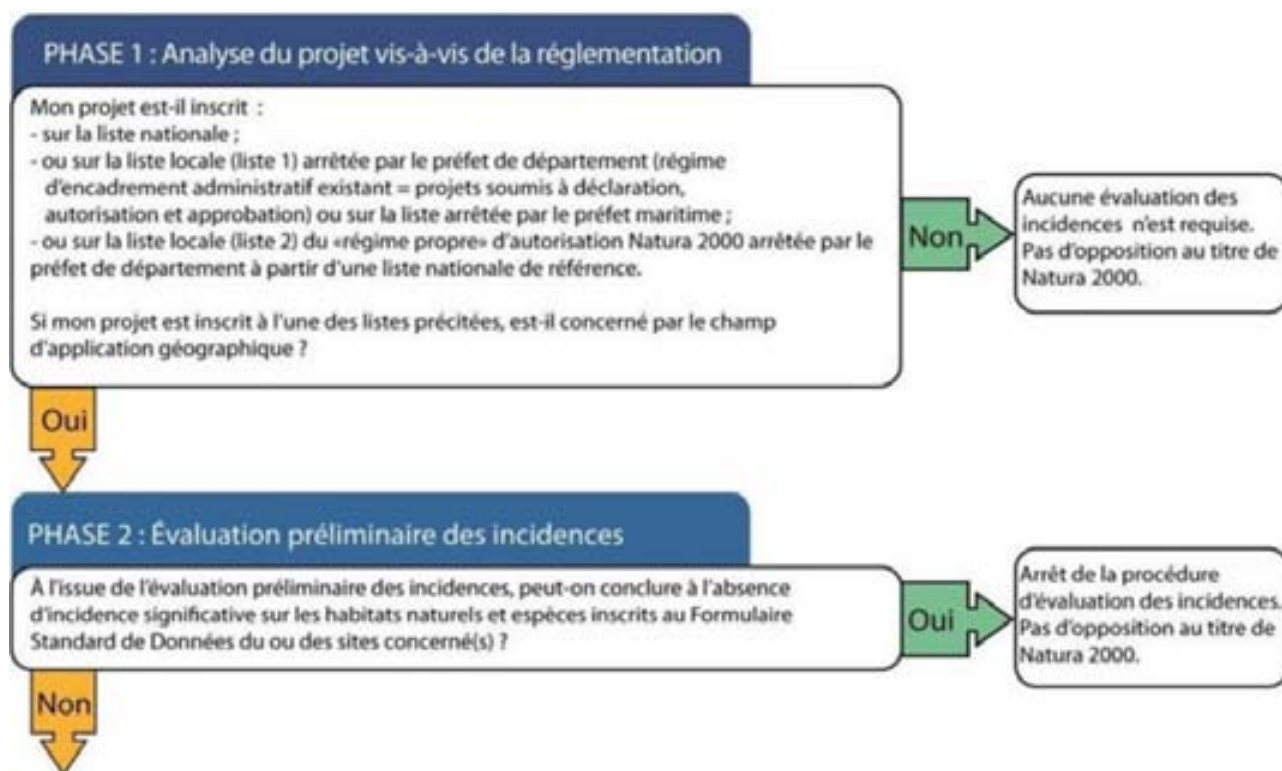 PHASE 1 : Analyse du projet vis-à-vis de la réglementation
Mon projet est-il inscrit :
- sur la liste nationale ;
- ou sur la liste locale (liste 1) arrêtée par le préfet de département (régime
d'encadrement administratif existant = projets soumis à déclaration,
autorisation et approbation) ou sur la liste arrêtée par le préfet maritime ;
- ou sur la liste locale (liste 2) du «régime propre» d'autorisation Natura 2000 arrêtée par le
préfet de département à partir d'une liste nationale de référence.
Si mon projet est inscrit à l'une des listes précitées, est-il concerné par le champ
d'application géographique ?
Non
Aucune évaluation des
incidences n'est requise.
Pas d'opposition au titre de
Natura 2000.
Oui
PHASE 2 : Évaluation préliminaire des incidences
À l'issue de l'évaluation préliminaire des incidences, peut-on conclure à l'absence
d'incidence significative sur les habitats naturels et espèces inscrits au Formulaire
Standard de Données du ou des sites concerné(s) ?
Oui
Arrêt de la procédure
d'évaluation des incidences.
Pas d'opposition au titre de
Natura 2000.
Non